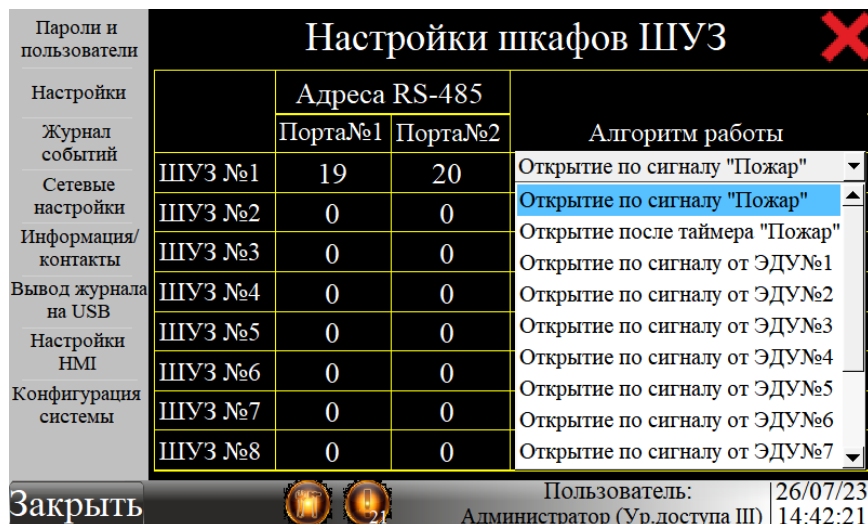 Пароли и
пользователи
Настройки
Журнал
событий
Сетевые
настройки
Информация/
контакты
Вывод журнала
на USB
Настройки
HMI
Конфигурация
системы
Настройки шкафов ШУЗ
Адреса RS-485
Порта№1 Порта№2 Алгоритм работы
ШУЗ №1 19 20 Открытие по сигналу "Пожар"
ШУЗ №2 0 0
ШУЗ №3 0 0
ШУЗ №4 0 0
ШУЗ №5 0 0
ШУЗ №6 0 0
ШУЗ №7 0 0
ШУЗ №8 0 0
Открытие по сигналу "Пожар"
Открытие после таймера "Пожар"
Открытие по сигналу от ЭДУ№1
Открытие по сигналу от ЭДУ№2
Открытие по сигналу от ЭДУ№3
Открытие по сигналу от ЭДУ№4
Открытие по сигналу от ЭДУ№5
Открытие по сигналу от ЭДУ№6
Открытие по сигналу от ЭДУ№7
Закрыть
21
Пользователь:
Администратор (Ур.доступа III)
26/07/23
14:42:21